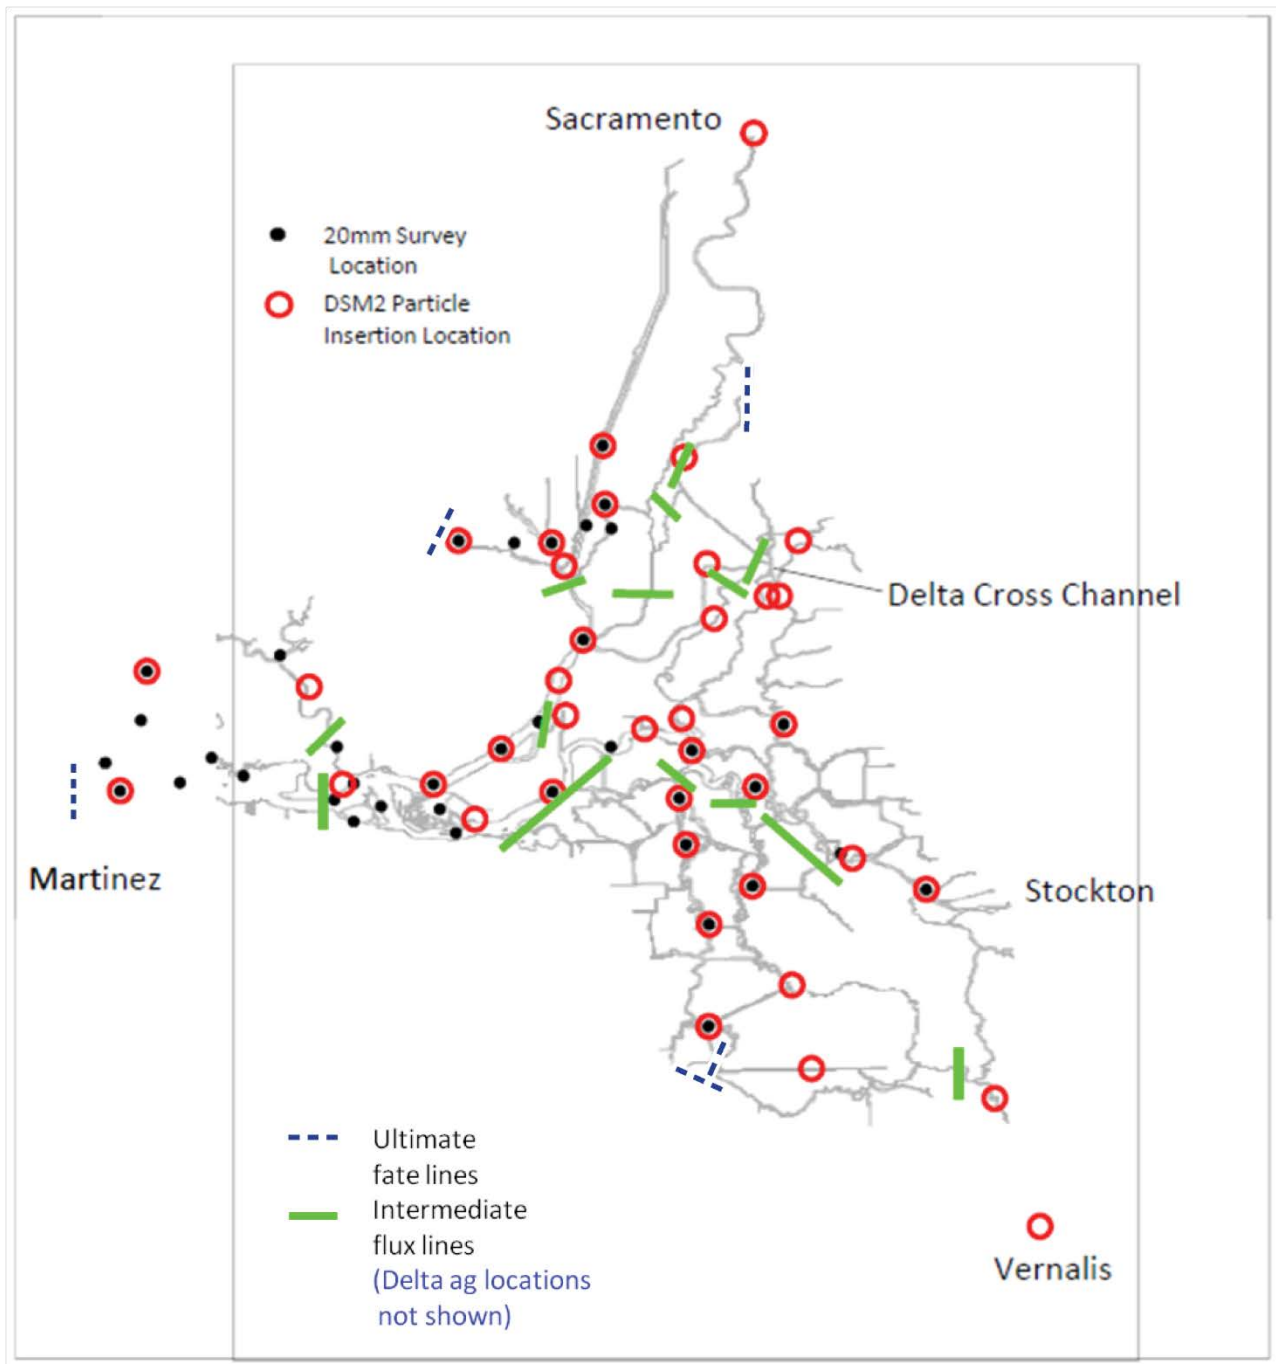 Sacramento
20mm Survey
Location
DSM2 Particle
Insertion Location
Delta Cross Channel
Martinez
Stockton
Ultimate
fate lines
Intermediate
flux lines
(Delta ag locations
not shown)
Vernalis